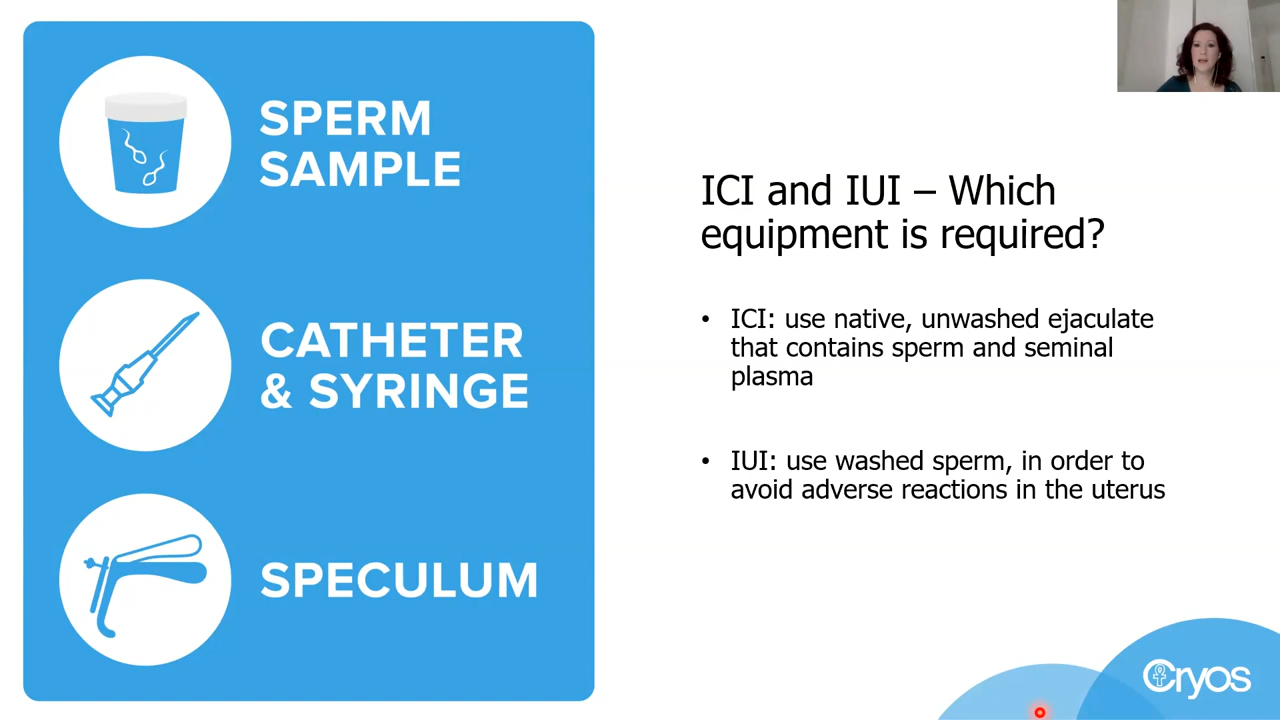 SPERM
SAMPLE
CATHETER
& SYRINGE
SPECULUM
ICI and IUI – Which
equipment is required?
• ICI: use native, unwashed ejaculate
that contains sperm and seminal
plasma
• IUI: use washed sperm, in order to
avoid adverse reactions in the uterus
Cryos